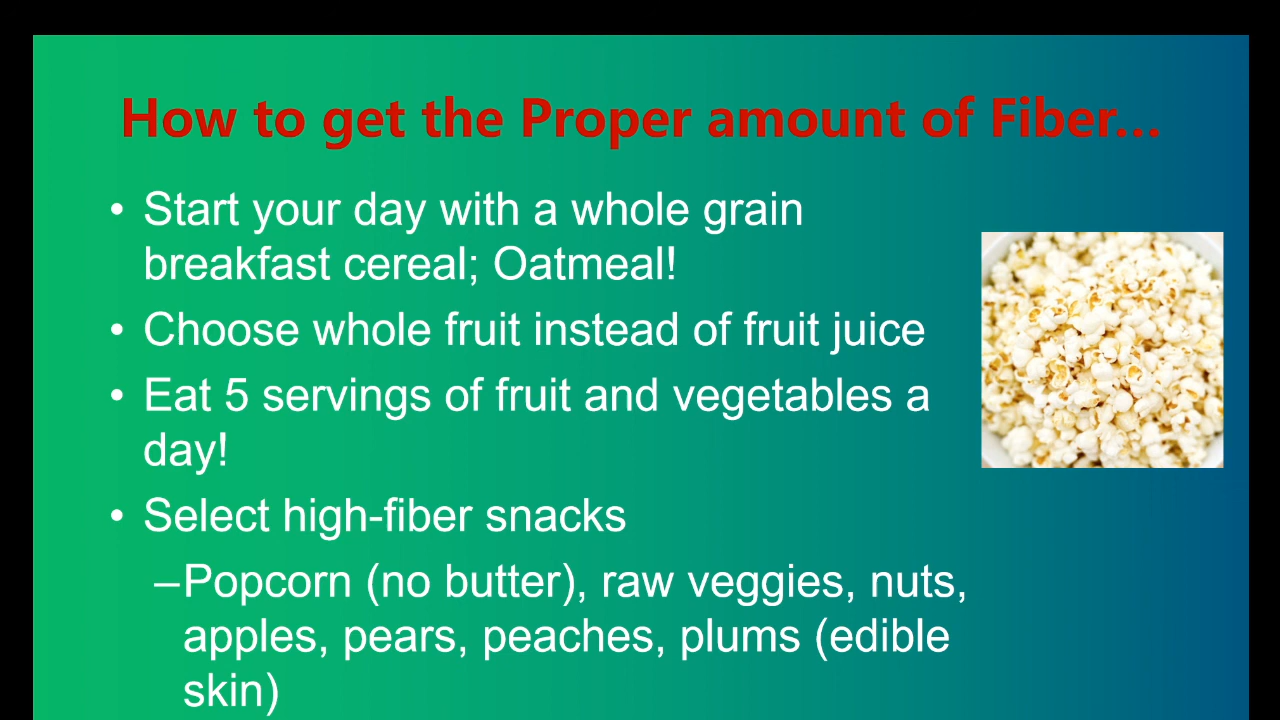 How to get the Proper amount of Fiber...
• Start your day with a whole grain
breakfast cereal; Oatmeal!
• Choose whole fruit instead of fruit juice
• Eat 5 servings of fruit and vegetables a
day!
• Select high-fiber snacks
–Popcorn (no butter), raw veggies, nuts,
apples, pears, peaches, plums (edible
skin)